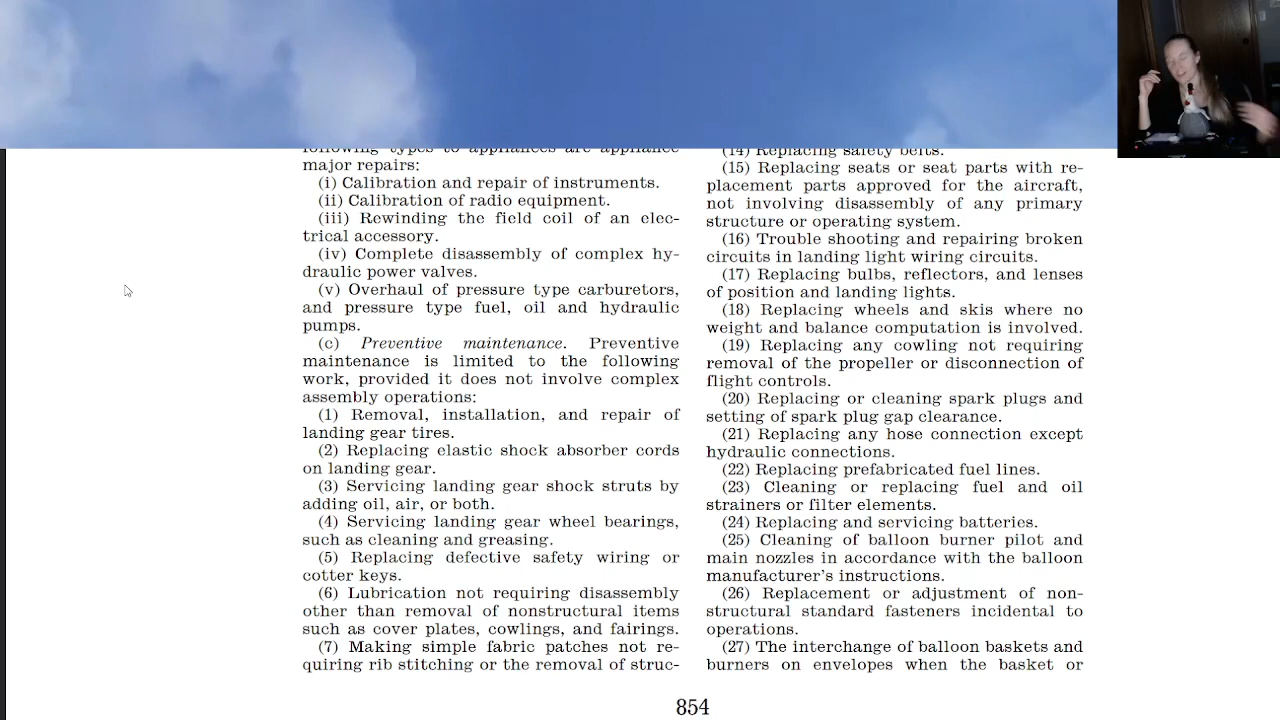 following types to appliances are appliance
major repairs:
(i) Calibration and repair of instruments.
(ii) Calibration of radio equipment.
(iii) Rewinding the field coil of an elec-
trical accessory.
(iv) Complete disassembly of complex hy-
draulic power valves.
(v) Overhaul of pressure type carburetors,
and pressure type fuel, oil and hydraulic
pumps.
(c) Preventive maintenance. Preventive
maintenance is limited to the following
work, provided it does not involve complex
assembly operations:
(1) Removal, installation, and repair of
landing gear tires.
(2) Replacing elastic shock absorber cords
on landing gear.
(3) Servicing landing gear shock struts by
adding oil, air, or both.
(4) Servicing landing gear wheel bearings,
such as cleaning and greasing.
(5) Replacing defective safety wiring or
cotter keys.
(6) Lubrication not requiring disassembly
other than removal of nonstructural items
such as cover plates, cowlings, and fairings.
(7) Making simple fabric patches not re-
quiring rib stitching or the removal of struc-
(14) Replacing safety belts.
(15) Replacing seats or seat parts with re-
placement parts approved for the aircraft,
not involving disassembly of any primary
structure or operating system.
(16) Trouble shooting and repairing broken
circuits in landing light wiring circuits.
(17) Replacing bulbs, reflectors, and lenses
of position and landing lights.
(18) Replacing wheels and skis where no
weight and balance computation is involved.
(19) Replacing any cowling not requiring
removal of the propeller or disconnection of
flight controls.
(20) Replacing or cleaning spark plugs and
setting of spark plug gap clearance.
(21) Replacing any hose connection except
hydraulic connections.
(22) Replacing prefabricated fuel lines.
(23) Cleaning or replacing fuel and oil
strainers or filter elements.
(24) Replacing and servicing batteries.
(25) Cleaning of balloon burner pilot and
main nozzles in accordance with the balloon
manufacturer's instructions.
(26) Replacement or adjustment of non-
structural standard fasteners incidental to
operations.
(27) The interchange of balloon baskets and
burners on envelopes when the basket or
854